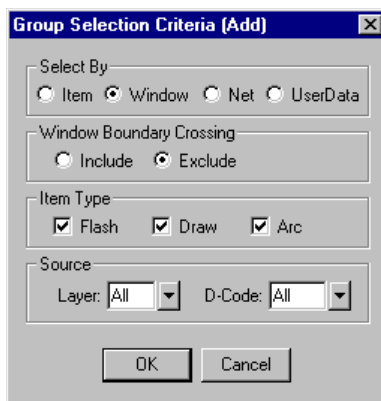 Group Selection Criteria (Add)
Select By
Item Window Net UserData
Window Boundary Crossing
Include Exclude
Item Type
Flash Draw Arc
Source
Layer: All D-Code: All
OK Cancel